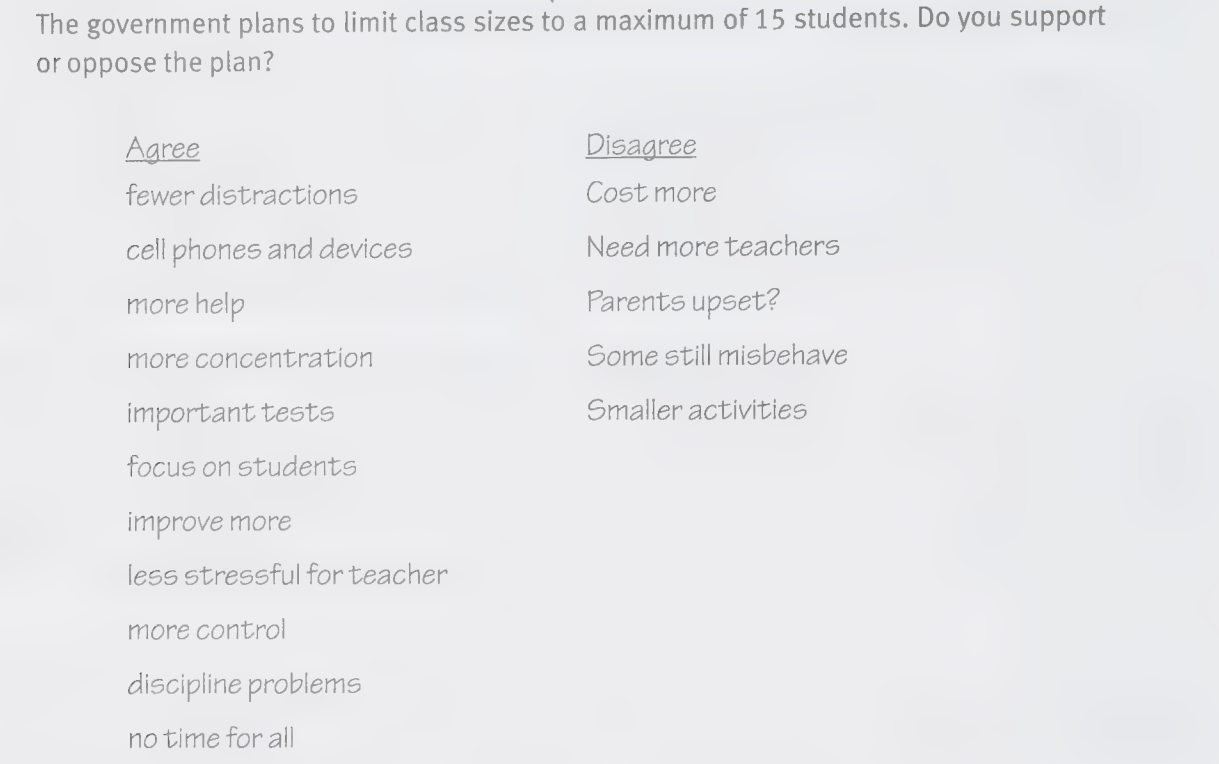 The government plans to limit class sizes to a maximum of 15 students. Do you support
or oppose the plan?
Agree
fewer distractions
cell phones and devices
more help
more concentration
important tests
focus on students
improve more
less stressful for teacher
more control
discipline problems
no time for all
Disagree
Cost more
Need more teachers
Parents upset?
Some still misbehave
Smaller activities